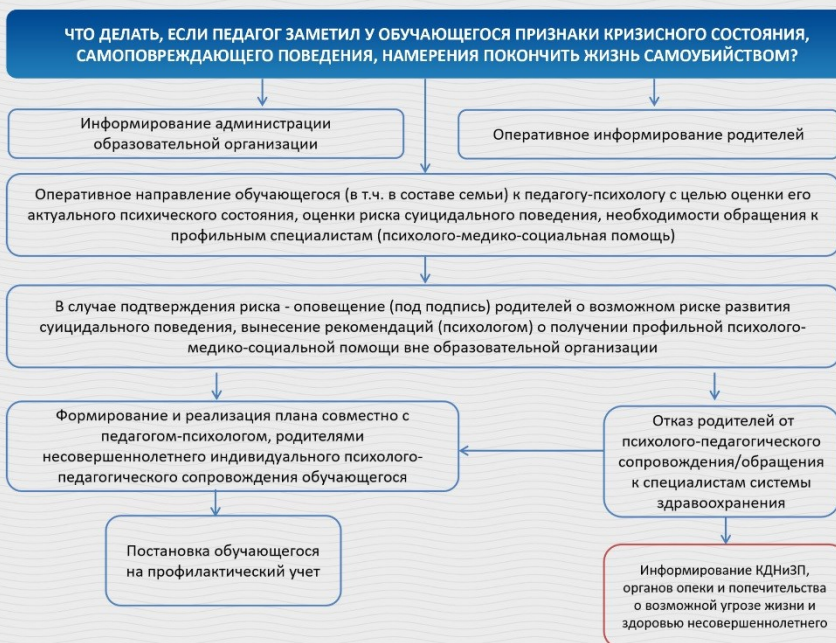 ЧТО ДЕЛАТЬ, ЕСЛИ ПЕДАГОГ ЗАМЕТИЛ У ОБУЧАЮЩЕГОСЯ ПРИЗНАКИ КРИЗИСНОГО СОСТОЯНИЯ,
САМОПОВРЕЖДАЮЩЕГО ПОВЕДЕНИЯ, НАМЕРЕНИЯ ПОКОНЧИТЬ ЖИЗНЬ САМОУБИЙСТВОМ?
Информирование администрации
образовательной организации
Оперативное информирование родителей
Оперативное направление обучающегося (в т.ч. в составе семьи) к педагогу-психологу с целью оценки его
актуального психического состояния, оценки риска суицидального поведения, необходимости обращения к
профильным специалистам (психолого-медико-социальная помощь)
В случае подтверждения риска - оповещение (под подпись) родителей о возможном риске развития
суицидального поведения, вынесение рекомендаций (психологом) о получении профильной психолого-
медико-социальной помощи вне образовательной организации
Формирование и реализация плана совместно с
педагогом-психологом, родителями
несовершеннолетнего индивидуального психолого-
педагогического сопровождения обучающегося
Отказ родителей от
психолого-педагогического
сопровождения/обращения
к специалистам системы
здравоохранения
Постановка обучающегося
на профилактический учет
Информирование КДНиЗП,
органов опеки и попечительства
о возможной угрозе жизни и
здоровью несовершеннолетнего